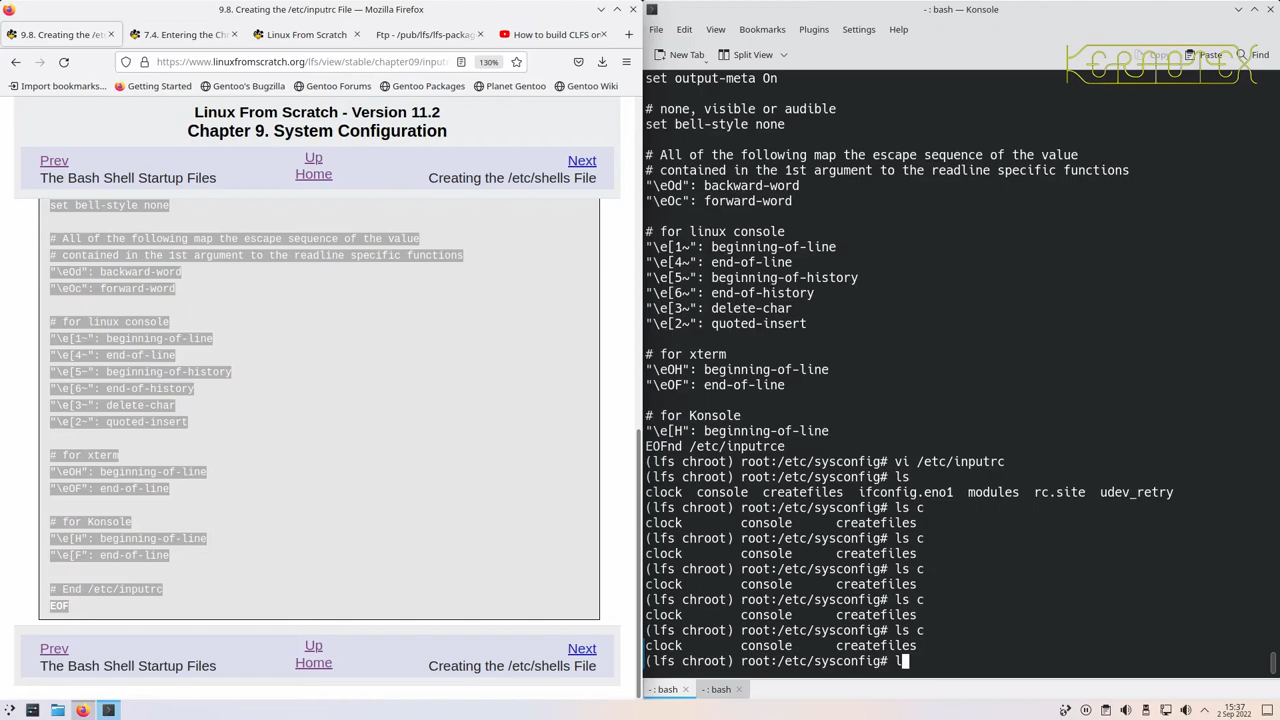 9.8. Creating the /etc/inputrc File — Mozilla Firefox
9.8. Creating the /etc
7.4. Entering the Chr
Linux From Scratch
Ftp - /pub/lfs/lfs-packag
How to build CLFS on
https://www.linuxfromscratch.org/lfs/view/stable/chapter09/input
130%
Import bookmarks...
Getting Started
Gentoo's Bugzilla
Gentoo Forums
Gentoo Packages
Planet Gentoo
Gentoo Wiki
Linux From Scratch - Version 11.2
Chapter 9. System Configuration
Prev
Up
Next
The Bash Shell Startup Files
Home
Creating the /etc/shells File
set bell-style none
# All of the following map the escape sequence of the value
# contained in the 1st argument to the readline specific functions
"\eOd": backward-word
"\eOc": forward-word
# for linux console
"\e[1~": beginning-of-line
"\e[4~": end-of-line
"\e[5~": beginning-of-history
"\e[6~": end-of-history
"\e[3~": delete-char
"\e[2~": quoted-insert
# for xterm
"\eOH": beginning-of-line
"\eOF": end-of-line
# for Konsole
"\e[H": beginning-of-line
"\e[F": end-of-line
# End /etc/inputrc
EOF
Prev
Up
Next
The Bash Shell Startup Files
Home
Creating the /etc/shells File
- : bash — Konsole
File Edit View Bookmarks Plugins Settings Help
New Tab
Split View
Copy
Paste
Find
KERNOTEX
set output-meta On
# none, visible or audible
set bell-style none
# All of the following map the escape sequence of the value
# contained in the 1st argument to the readline specific functions
"\eOd": backward-word
"\eOc": forward-word
# for linux console
"\e[1~": beginning-of-line
"\e[4~": end-of-line
"\e[5~": beginning-of-history
"\e[6~": end-of-history
"\e[3~": delete-char
"\e[2~": quoted-insert
# for xterm
"\eOH": beginning-of-line
"\eOF": end-of-line
# for Konsole
"\e[H": beginning-of-line
EOFnd /etc/inputrce
(lfs chroot) root:/etc/sysconfig# vi /etc/inputrc
(lfs chroot) root:/etc/sysconfig# ls
clock console createfiles ifconfig.eno1 modules rc.site udev_retry
(lfs chroot) root:/etc/sysconfig# ls c
clock console createfiles
(lfs chroot) root:/etc/sysconfig# ls c
clock console createfiles
(lfs chroot) root:/etc/sysconfig# ls c
clock console createfiles
(lfs chroot) root:/etc/sysconfig# ls c
clock console createfiles
(lfs chroot) root:/etc/sysconfig# ls c
clock console createfiles
(lfs chroot) root:/etc/sysconfig# l
- : bash
- : bash
15:37
2 Sep 2022